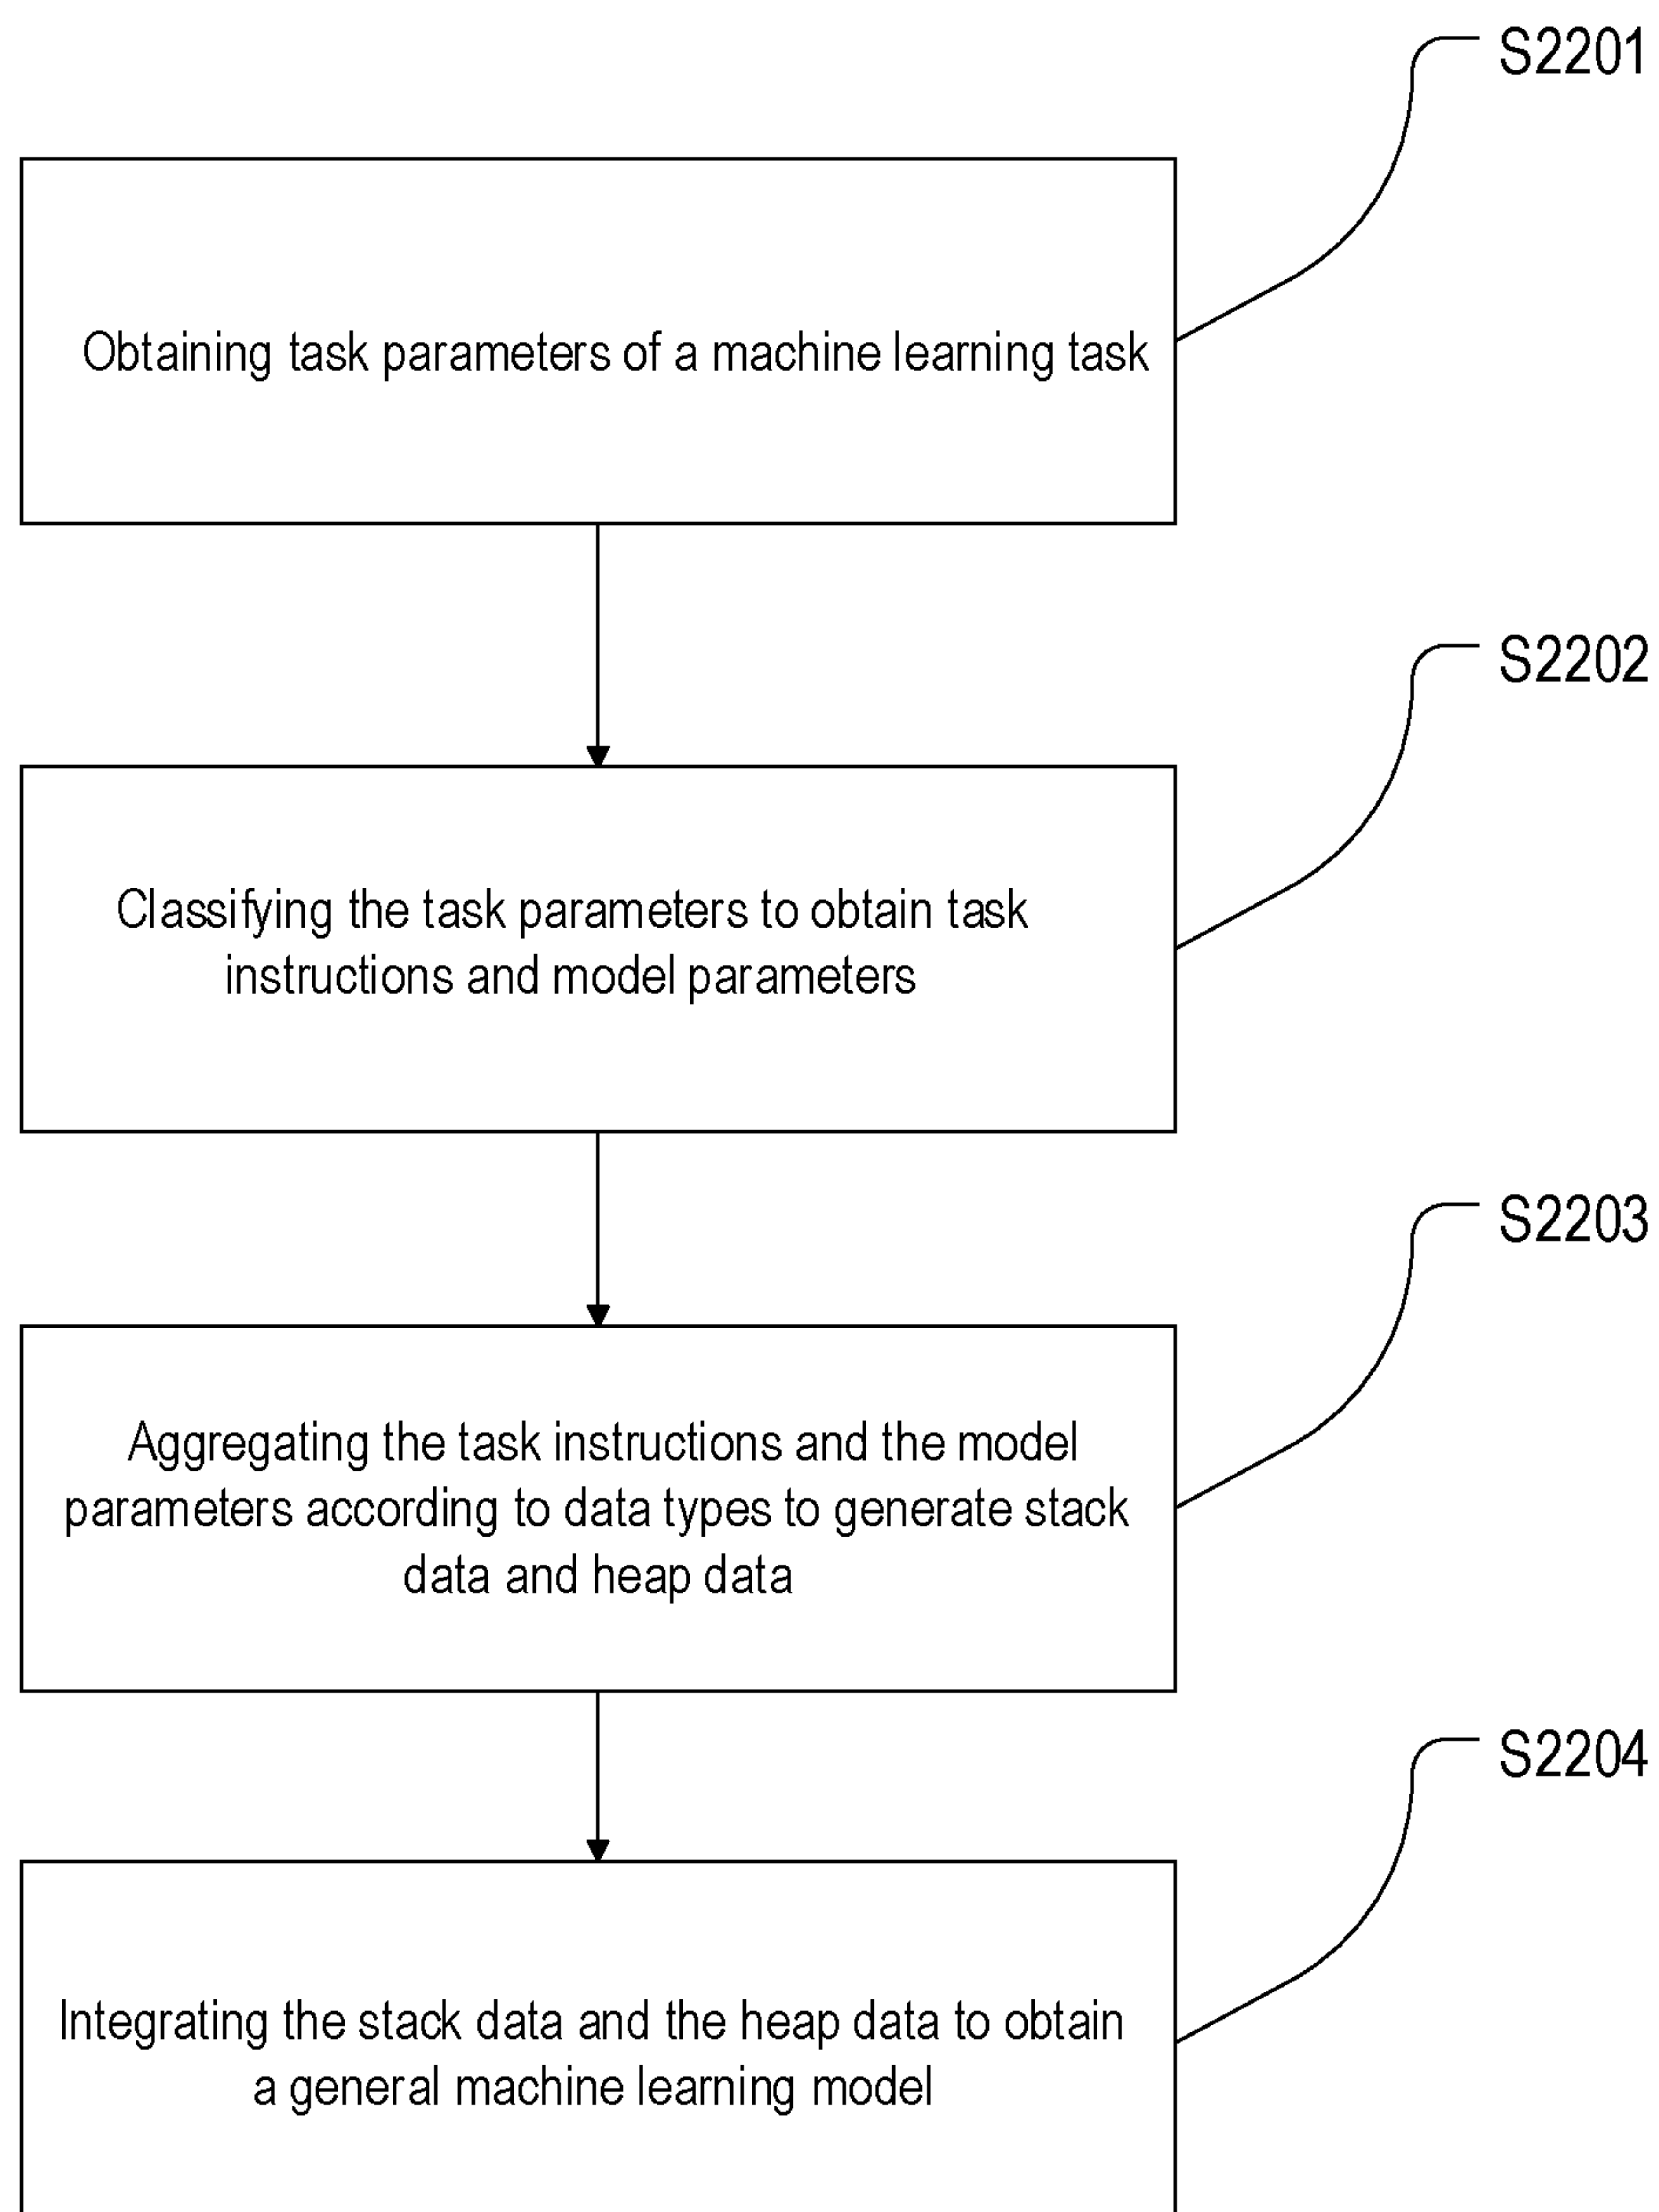 S2201
Obtaining task parameters of a machine learning task
S2202
Classifying the task parameters to obtain task
instructions and model parameters
S2203
Aggregating the task instructions and the model
parameters according to data types to generate stack
data and heap data
S2204
Integrating the stack data and the heap data to obtain
a general machine learning model